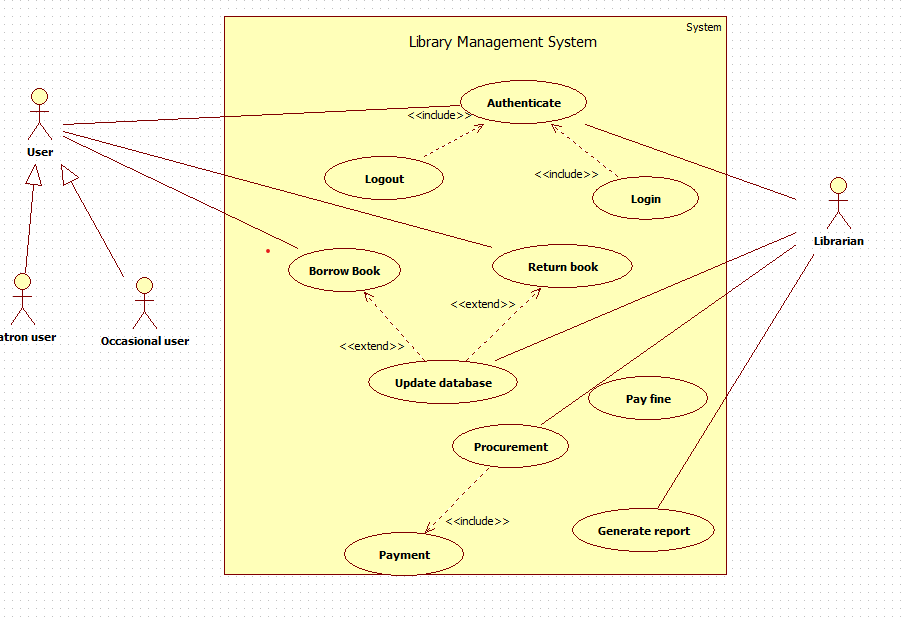 System
Library Management System
Authenticate
<<include>>
User
Logout
<<include>>
Login
Librarian
Borrow Book
Return book
<<extend>>
atron user
Occasional user
<<extend>>
Update database
Pay fine
Procurement
<<include>>
Generate report
Payment